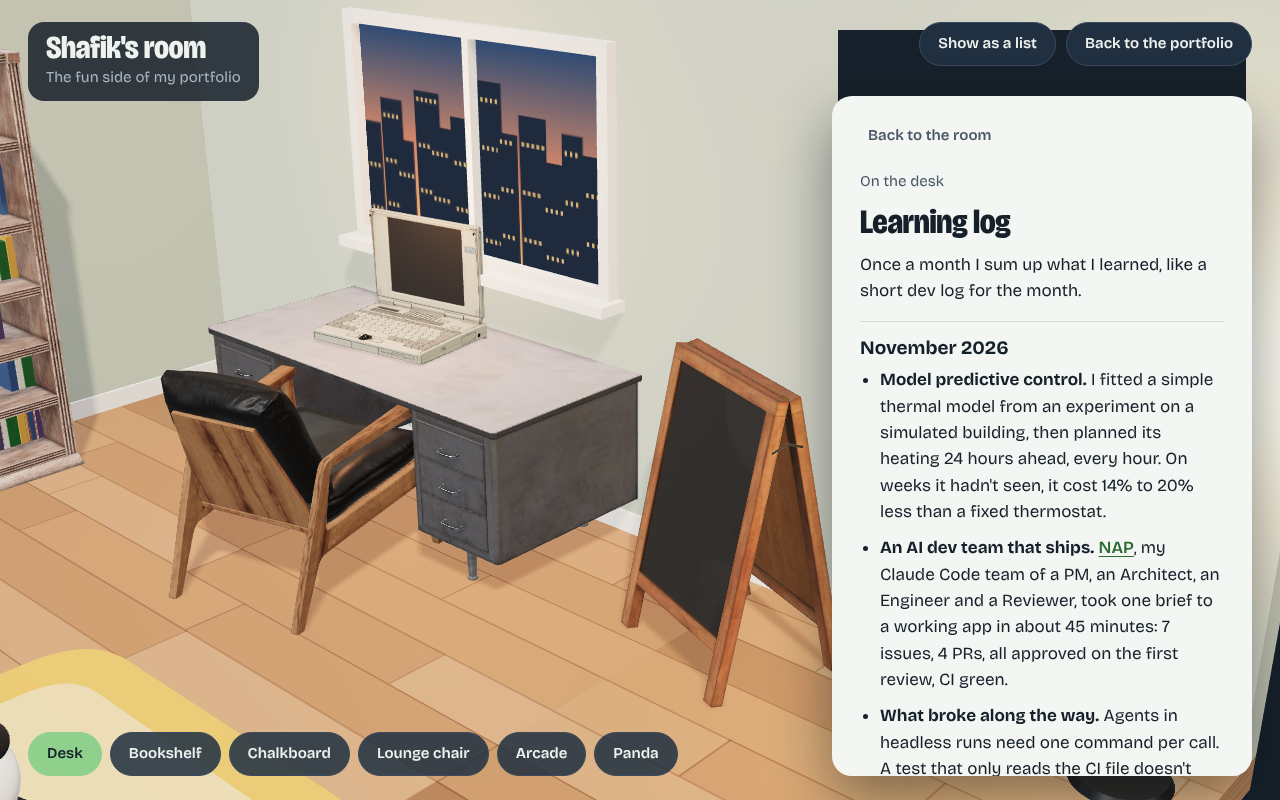 Shafik's room
The fun side of my portfolio
Show as a list
Back to the portfolio
Back to the room
On the desk
Learning log
Once a month I sum up what I learned, like a
short dev log for the month.
November 2026
Model predictive control. I fitted a simple
thermal model from an experiment on a
simulated building, then planned its
heating 24 hours ahead, every hour. On
weeks it hadn't seen, it cost 14% to 20%
less than a fixed thermostat.
An AI dev team that ships. NAP, my
Claude Code team of a PM, an Architect, an
Engineer and a Reviewer, took one brief to
a working app in about 45 minutes: 7
issues, 4 PRs, all approved on the first
review, CI green.
What broke along the way. Agents in
headless runs need one command per call.
A test that only reads the CI file doesn't
Desk
Bookshelf
Chalkboard
Lounge chair
Arcade
Panda